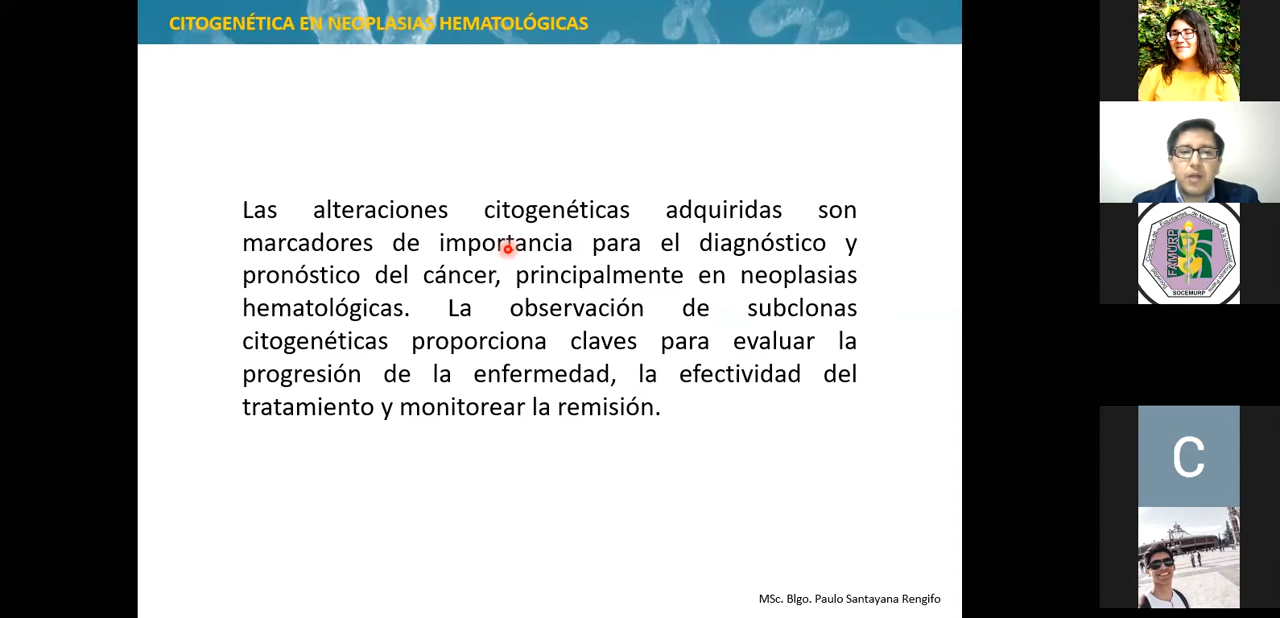 CITOGENÉTICA EN NEOPLASIAS HEMATOLÓGICAS
Las alteraciones citogenéticas adquiridas son
marcadores de importancia para el diagnóstico y
pronóstico del cáncer, principalmente en neoplasias
hematológicas. La observación de subclonas
citogenéticas proporciona claves para evaluar la
progresión de la enfermedad, la efectividad del
tratamiento y monitorear la remisión.
MSc. Blgo. Paulo Santayana Rengifo
FAMURP
SOCEMURP
C